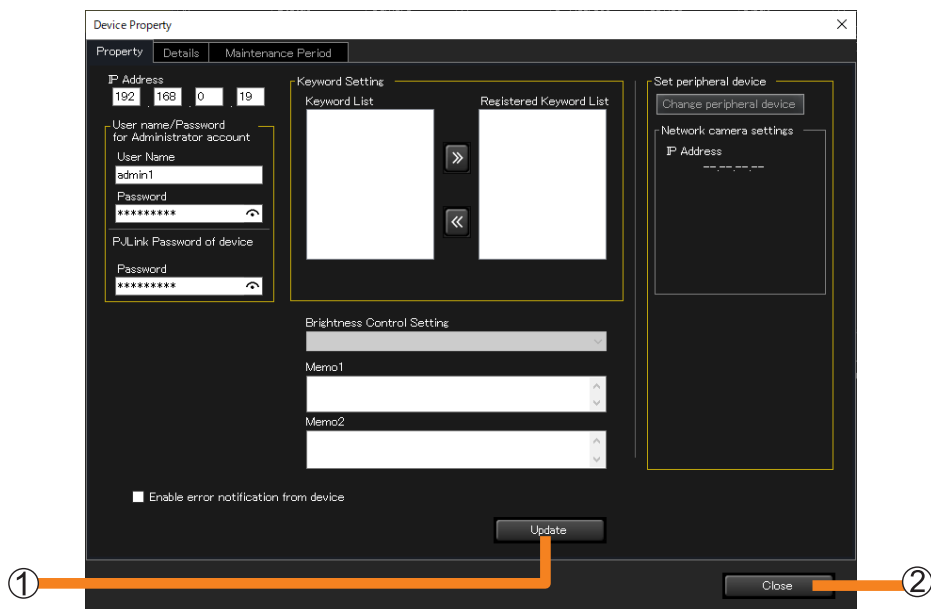 Device Property
Property Details Maintenance Period
IP Address
192 . 168 . 0 . 19
User name/Password
for Administrator account
User Name
admin1
Password
*********
PJLink Password of device
Password
*********
Keyword Setting
Keyword List
Registered Keyword List
Brightness Control Setting
Memo1
Memo2
Set peripheral device
Change peripheral device
Network camera settings
IP Address
--.--.--.--
Enable error notification from device
Update
Close
①
②